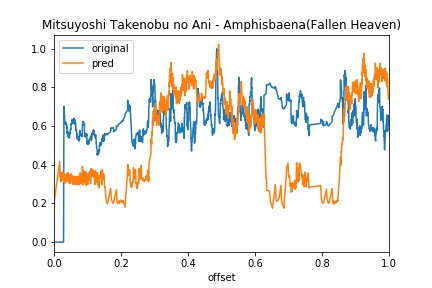 Mitsuyoshi Takenobu no Ani - Amphisbaena(Fallen Heaven)
original
pred
1.0
0.8
0.6
0.4
0.2
0.0
0.0 0.2 0.4 0.6 0.8 1.0
offset